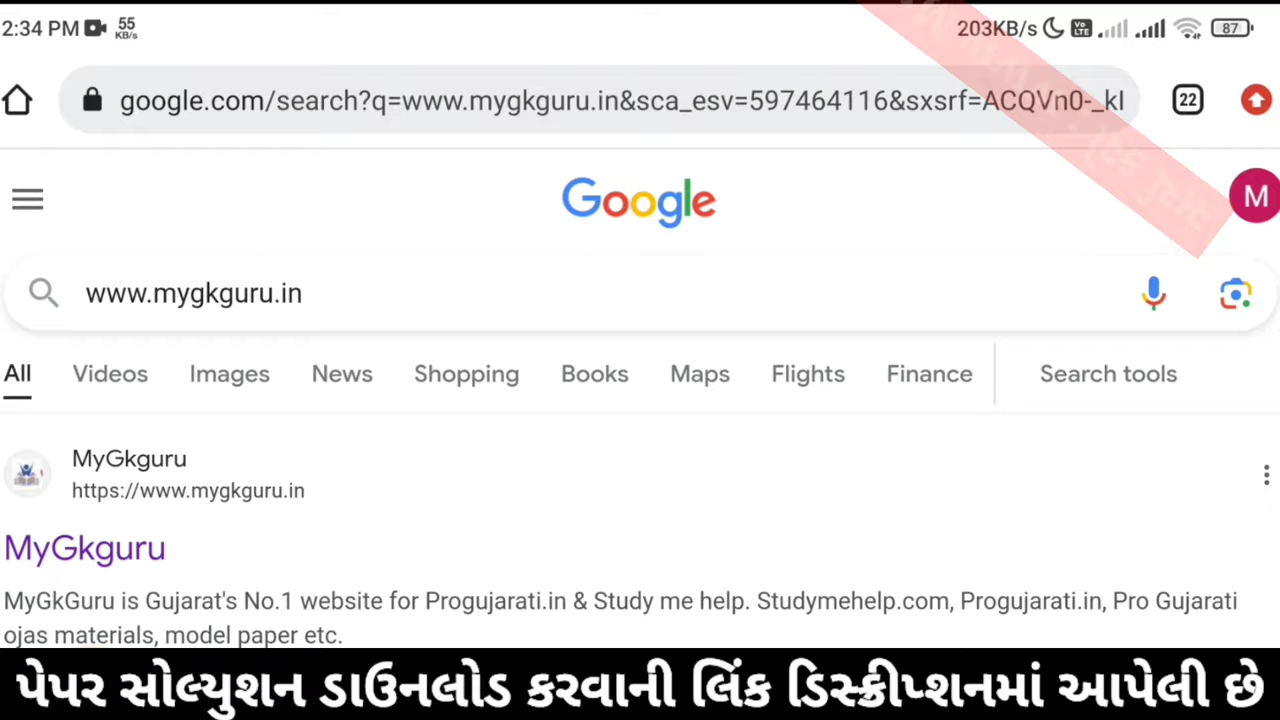 2:34 PM 55 KB/s 203KB/s Vo LTE 87
google.com/search?q=www.mygkguru.in&sca_esv=597464116&sxsrf=ACQVn0-_kI 22
Google
M
www.mygkguru.in
All Videos Images News Shopping Books Maps Flights Finance Search tools
MyGkguru
https://www.mygkguru.in
MyGkguru
MyGkGuru is Gujarat's No.1 website for Progujarati.in & Study me help. Studymehelp.com, Progujarati.in, Pro Gujarati
ojas materials, model paper etc.
પેપર સોલ્યુશન ડાઉનલોડ કરવાની લિંક ડિસ્ક્રીપ્શનમાં આપેલી છે